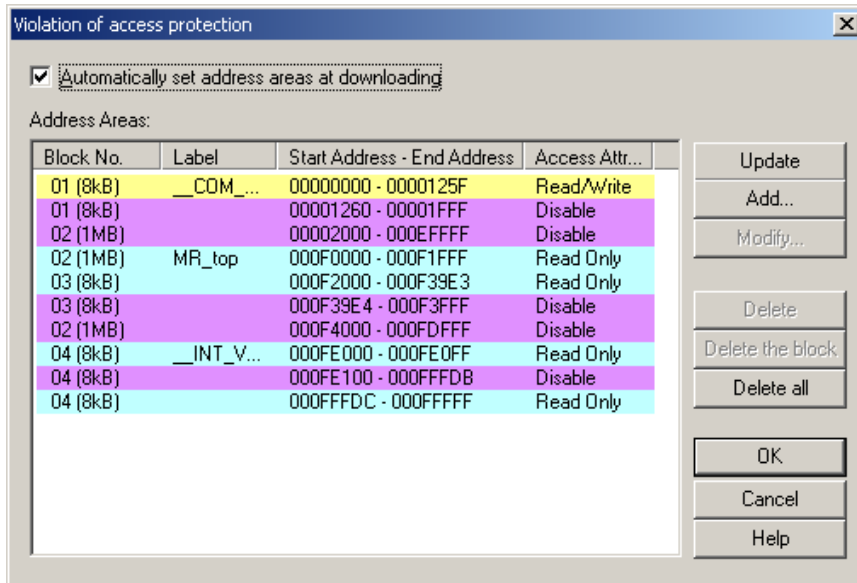 Violation of access protection
Automatically set address areas at downloading
Address Areas:
Block No. Label Start Address - End Address Access Attr...
01 (8kB) __COM_... 00000000 - 0000125F Read/Write
01 (8kB) 00001260 - 00001FFF Disable
02 (1MB) 00002000 - 000EFFFF Disable
02 (1MB) MR_top 000F0000 - 000F1FFF Read Only
03 (8kB) 000F2000 - 000F39E3 Read Only
03 (8kB) 000F39E4 - 000F3FFF Disable
02 (1MB) 000F4000 - 000FDFFF Disable
04 (8kB) __INT_V... 000FE000 - 000FE0FF Read Only
04 (8kB) 000FE100 - 000FFFDB Disable
04 (8kB) 000FFFDC - 000FFFFF Read Only
Update
Add...
Modify...
Delete
Delete the block
Delete all
OK
Cancel
Help